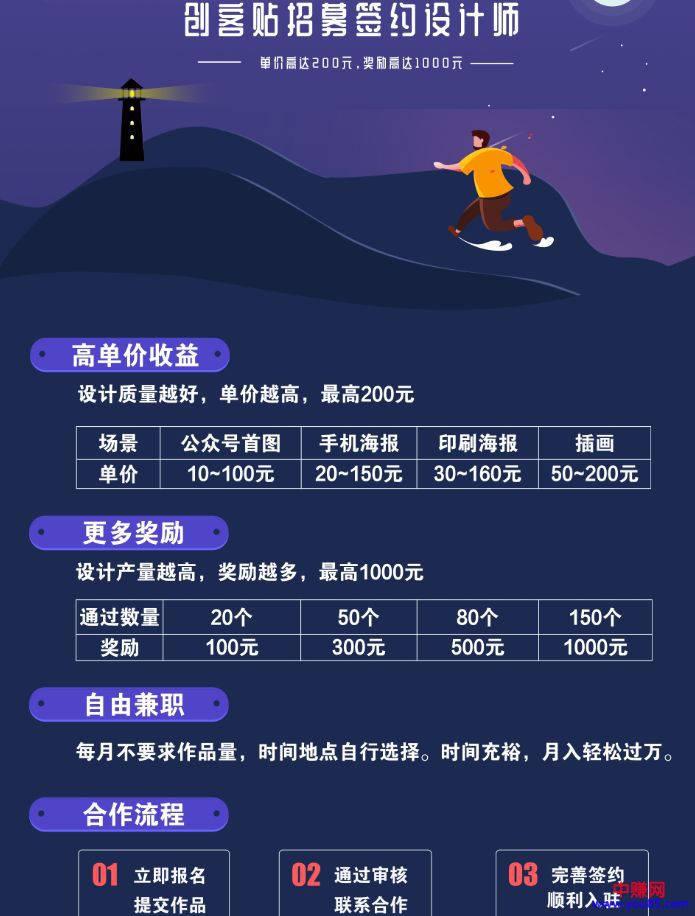 创客贴招募签约设计师
单价高达200元,奖励高达1000元
高单价收益
设计质量越好，单价越高，最高200元
场景 公众号首图 手机海报 印刷海报 插画
单价 10~100元 20~150元 30~160元 50~200元
更多奖励
设计产量越高，奖励越多，最高1000元
通过数量 20个 50个 80个 150个
奖励 100元 300元 500元 1000元
自由兼职
每月不要求作品量，时间地点自行选择。时间充裕，月入轻松过万。
合作流程
01 立即报名 02 通过审核 03 完善签约
提交作品 联系合作 顺利入驻
中赚网